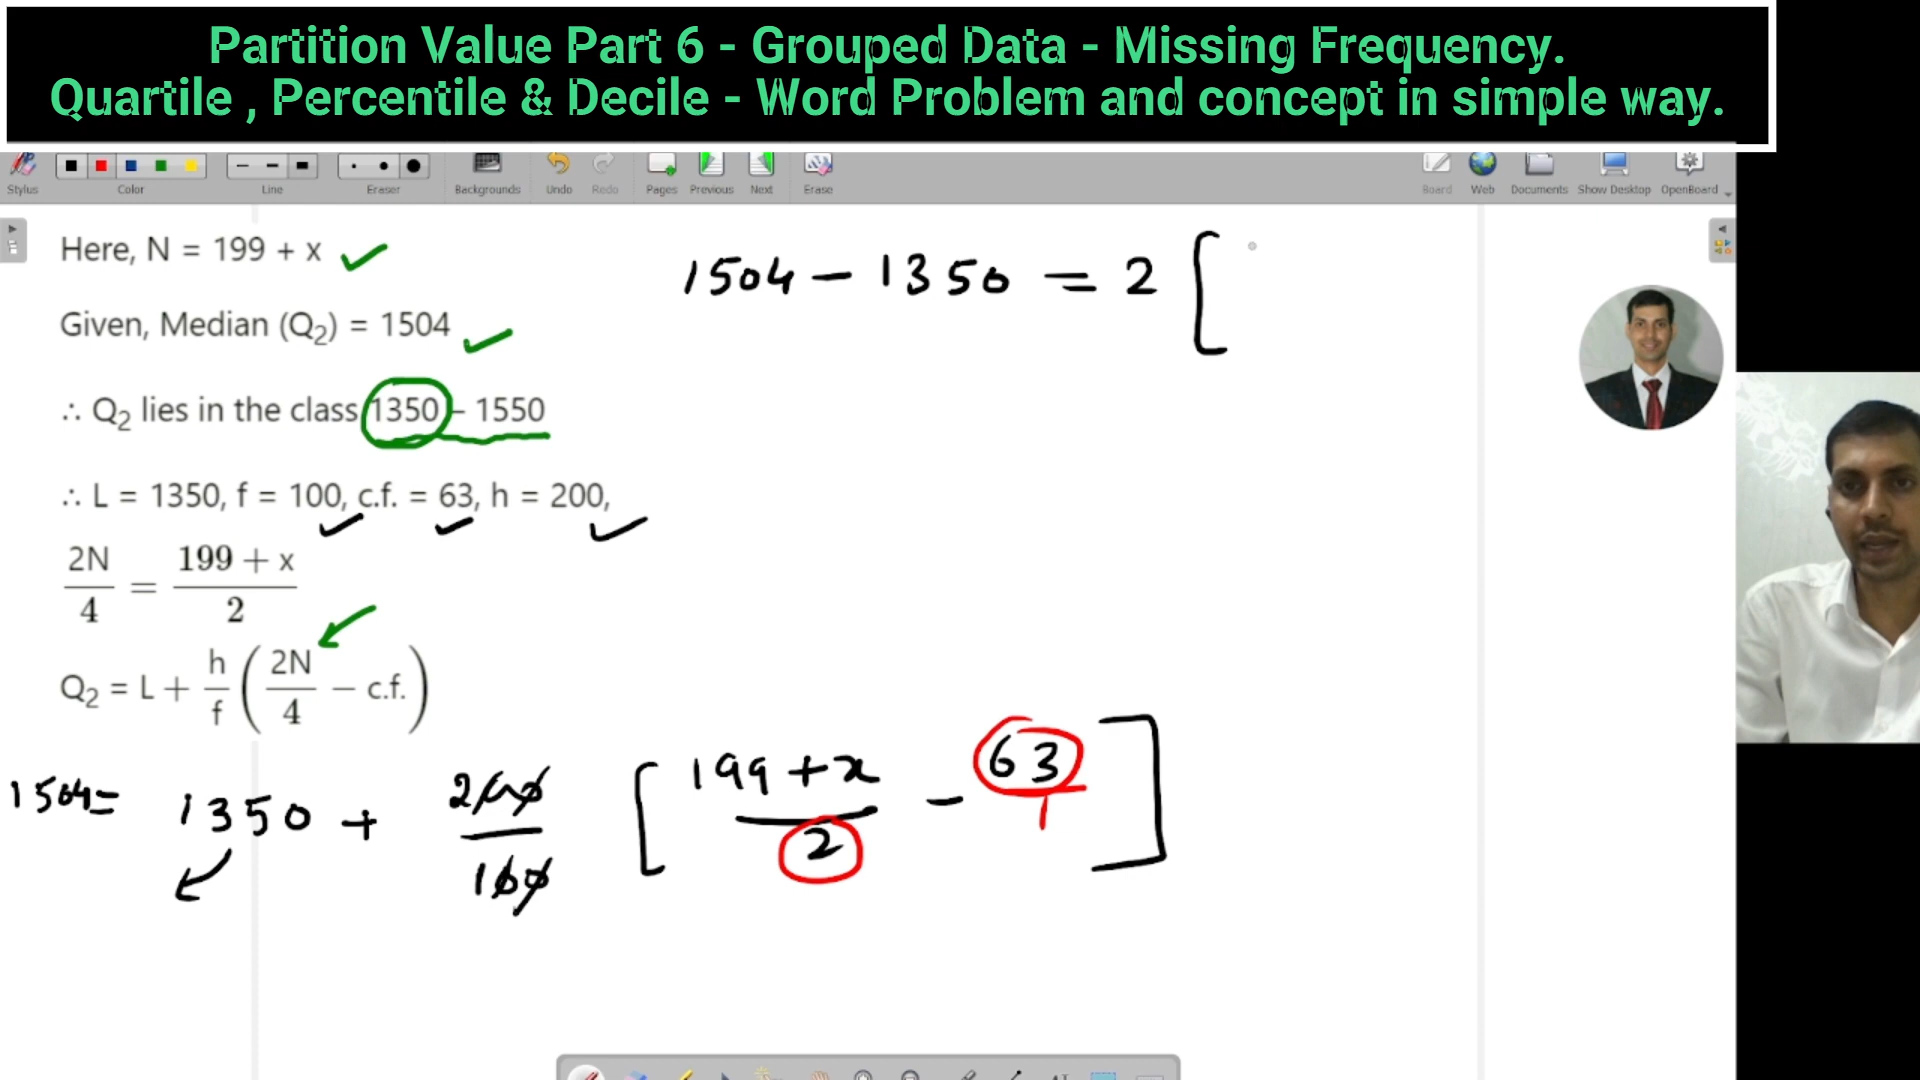 Partition Value Part 6 - Grouped Data - Missing Frequency.
Quartile , Percentile & Decile - Word Problem and concept in simple way.
Stylus Color Line Eraser Backgrounds Undo Redo Pages Previous Next Erase Board Web Documents Show Desktop OpenBoard
Here, N = 199 + x
1504 - 1350 = 2 [
Given, Median (Q₂) = 1504
∴ Q₂ lies in the class 1350 - 1550
∴ L = 1350, f = 100, c.f. = 63, h = 200,
2N/4 = (199 + x)/2
Q₂ = L + h/f (2N/4 - c.f.)
1504 = 1350 + 200/100 [ (199 + x)/2 - 63/1 ]